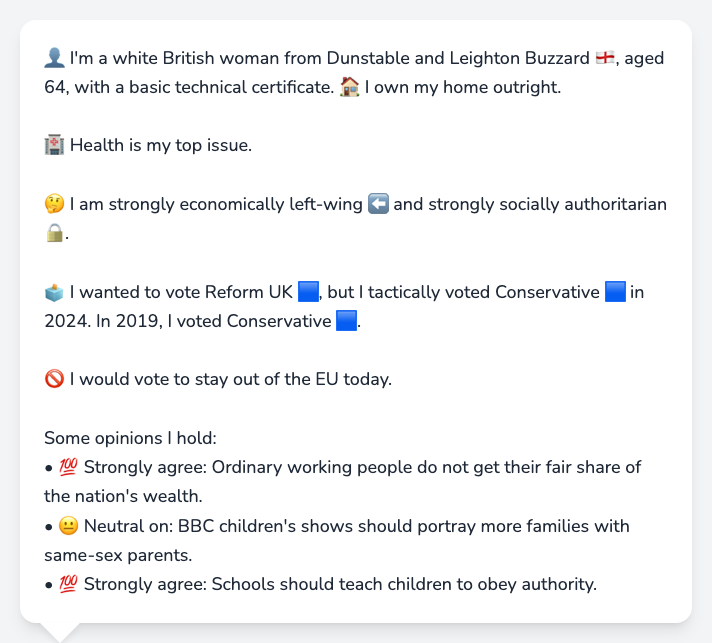 👤 I'm a white British woman from Dunstable and Leighton Buzzard 🏴󠁧󠁢󠁥󠁮󠁧󠁿, aged
64, with a basic technical certificate. 🏠 I own my home outright.
🏥 Health is my top issue.
🤔 I am strongly economically left-wing ⬅️ and strongly socially authoritarian
🔒.
🗳️ I wanted to vote Reform UK 🟦, but I tactically voted Conservative 🟦 in
2024. In 2019, I voted Conservative 🟦.
🚫 I would vote to stay out of the EU today.
Some opinions I hold:
• 💯 Strongly agree: Ordinary working people do not get their fair share of
the nation's wealth.
• 😐 Neutral on: BBC children's shows should portray more families with
same-sex parents.
• 💯 Strongly agree: Schools should teach children to obey authority.